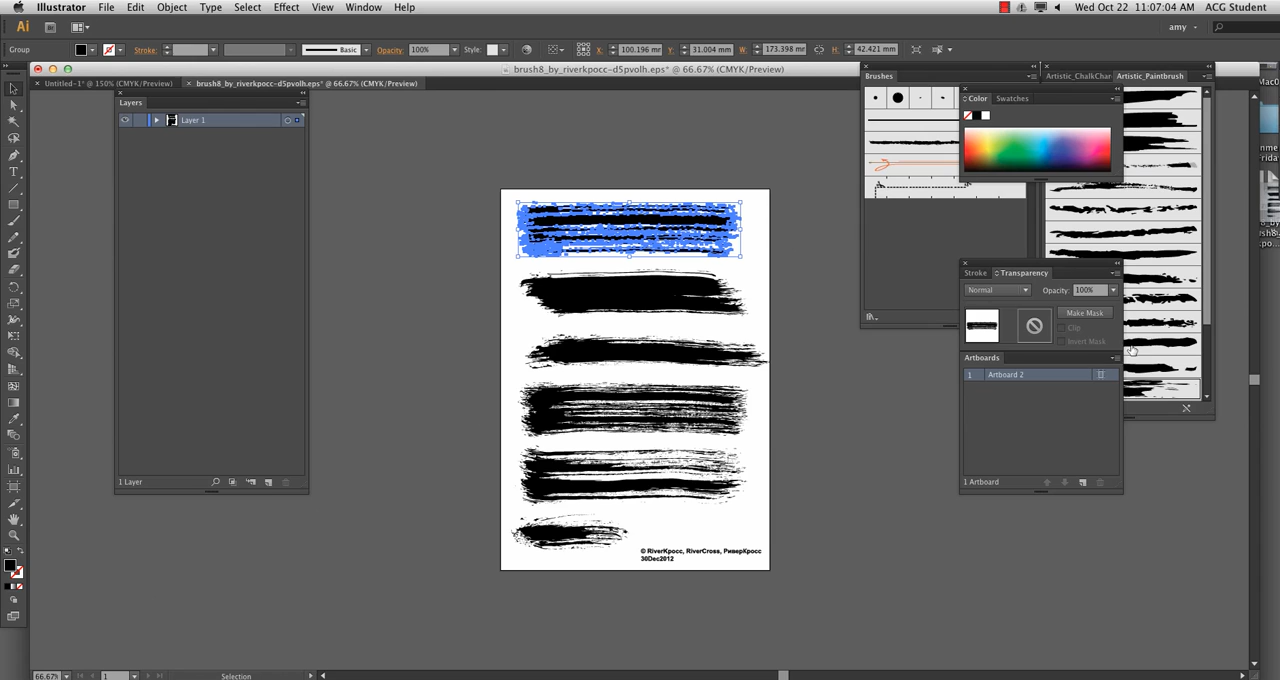 Illustrator File Edit Object Type Select Effect View Window Help Wed Oct 22 11:07:04 AM ACG Student
Ai Br amy
Group Stroke: Basic Opacity: 100% Style: X: 100.196 mm Y: 31.004 mm W: 173.398 mm H: 42.421 mm
brush8_by_riverkpocc-d5pvolh.eps* @ 66.67% (CMYK/Preview)
Untitled-1* @ 150% (CMYK/Preview) brush8_by_riverkpocc-d5pvolh.eps* @ 66.67% (CMYK/Preview)
Layers
Layer 1
1 Layer
Brushes
Artistic_ChalkChar Artistic_Paintbrush
Color Swatches
Stroke Transparency
Normal Opacity: 100%
Make Mask
Clip
Invert Mask
Artboards
1 Artboard 2
1 Artboard
© RiverKpocc, RiverCross, РиверКросс
30Dec2012
66.67% 1 Selection